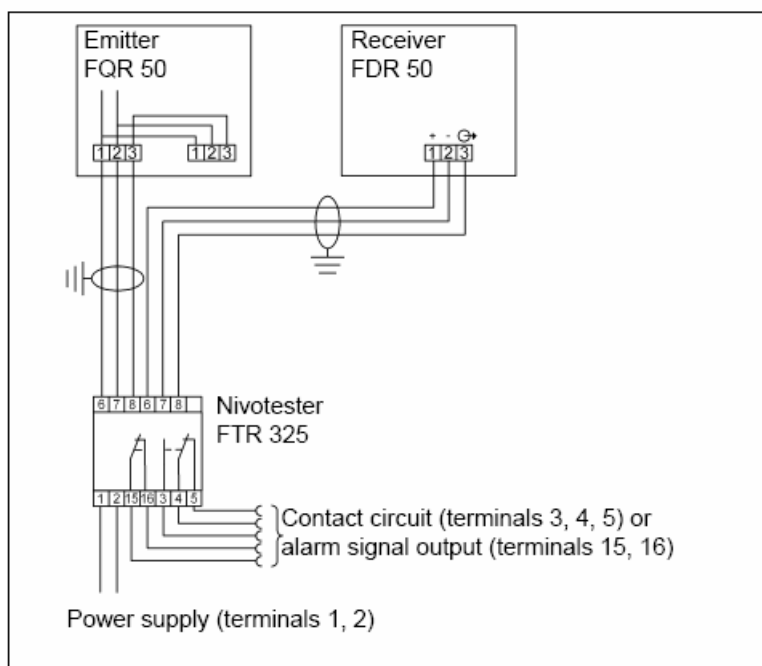 Emitter
FQR 50
Receiver
FDR 50
+ -
1 2 3
1 2 3
1 2 3
6 7 8 6 7 8
Nivotester
FTR 325
1 2 15 16 3 4 5
Contact circuit (terminals 3, 4, 5) or
alarm signal output (terminals 15, 16)
Power supply (terminals 1, 2)